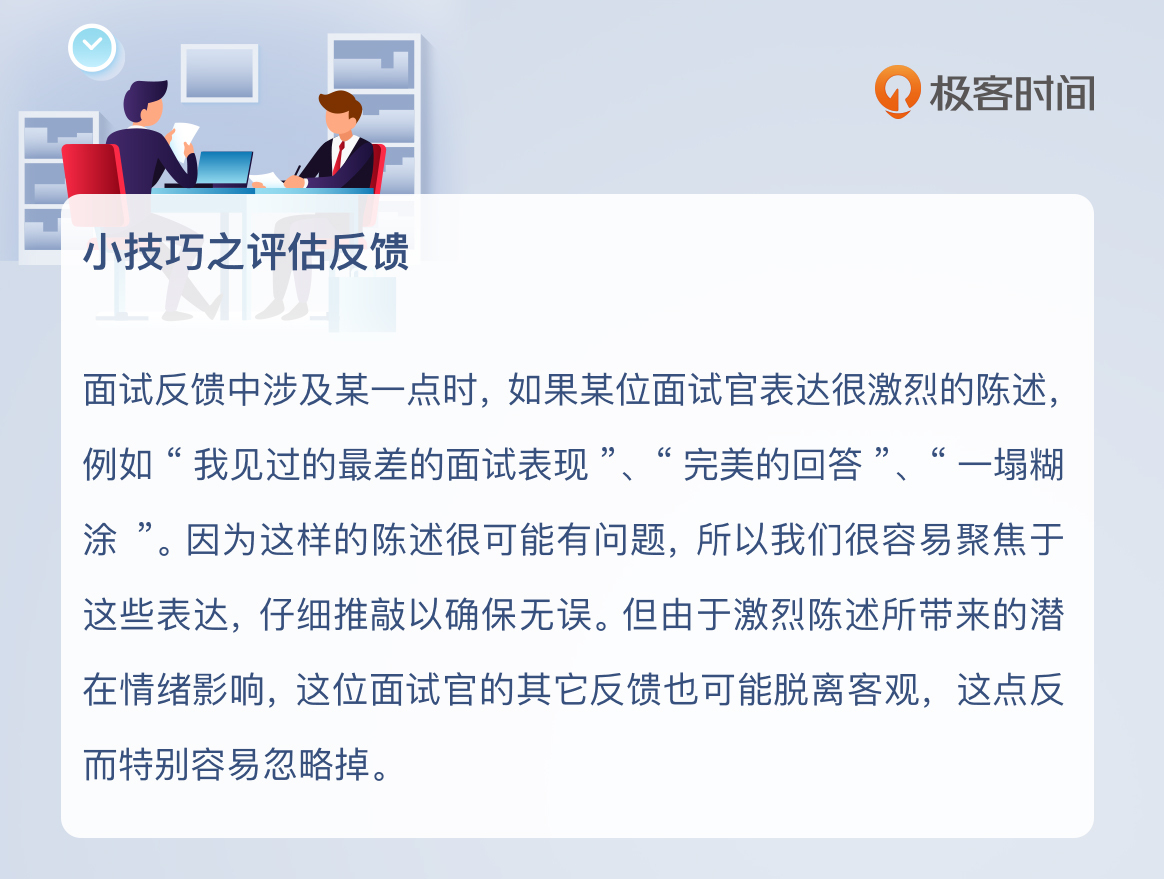 极客时间
小技巧之评估反馈
面试反馈中涉及某一点时，如果某位面试官表达很激烈的陈述，
例如“我见过的最差的面试表现”、“完美的回答”、“一塌糊
涂 ”。因为这样的陈述很可能有问题，所以我们很容易聚焦于
这些表达，仔细推敲以确保无误。但由于激烈陈述所带来的潜
在情绪影响，这位面试官的其它反馈也可能脱离客观，这点反
而特别容易忽略掉。